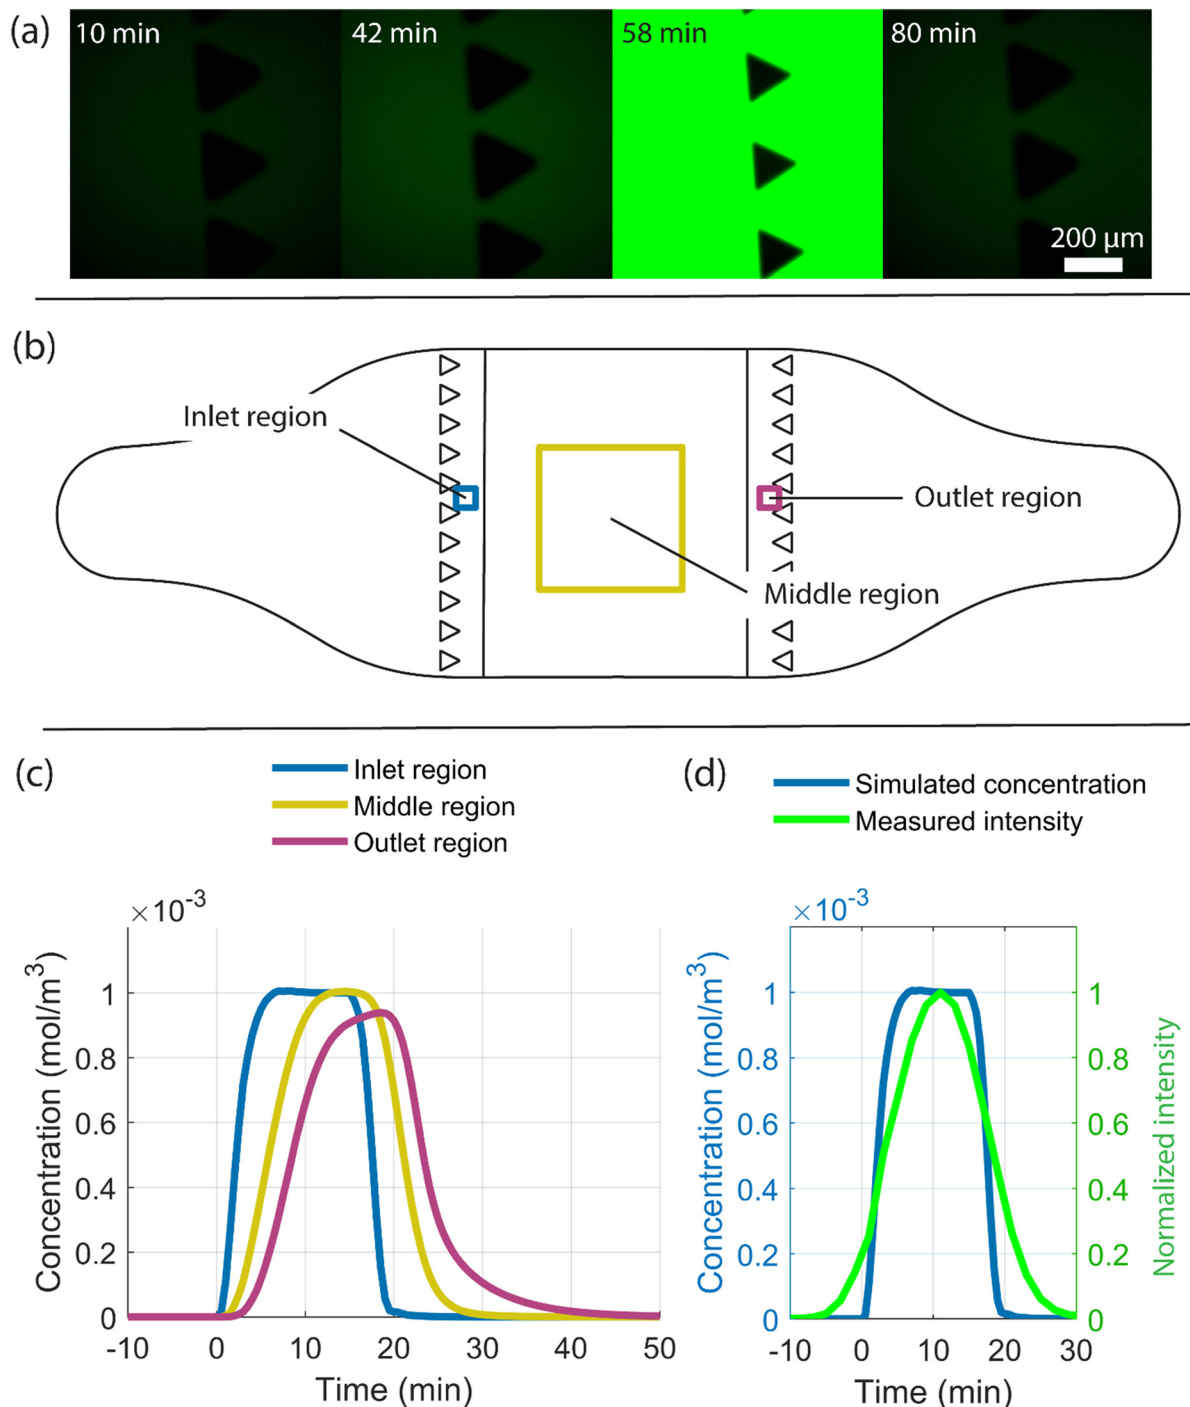 (a)
10 min
42 min
58 min
80 min
200 µm
(b)
Inlet region
Outlet region
Middle region
(c)
Inlet region
Middle region
Outlet region
×10⁻³
Concentration (mol/m³)
1
0.8
0.6
0.4
0.2
0
-10 0 10 20 30 40 50
Time (min)
(d)
Simulated concentration
Measured intensity
×10⁻³
Concentration (mol/m³)
1
0.8
0.6
0.4
0.2
0
1
0.8
0.6
0.4
0.2
0
Normalized intensity
-10 0 10 20 30
Time (min)